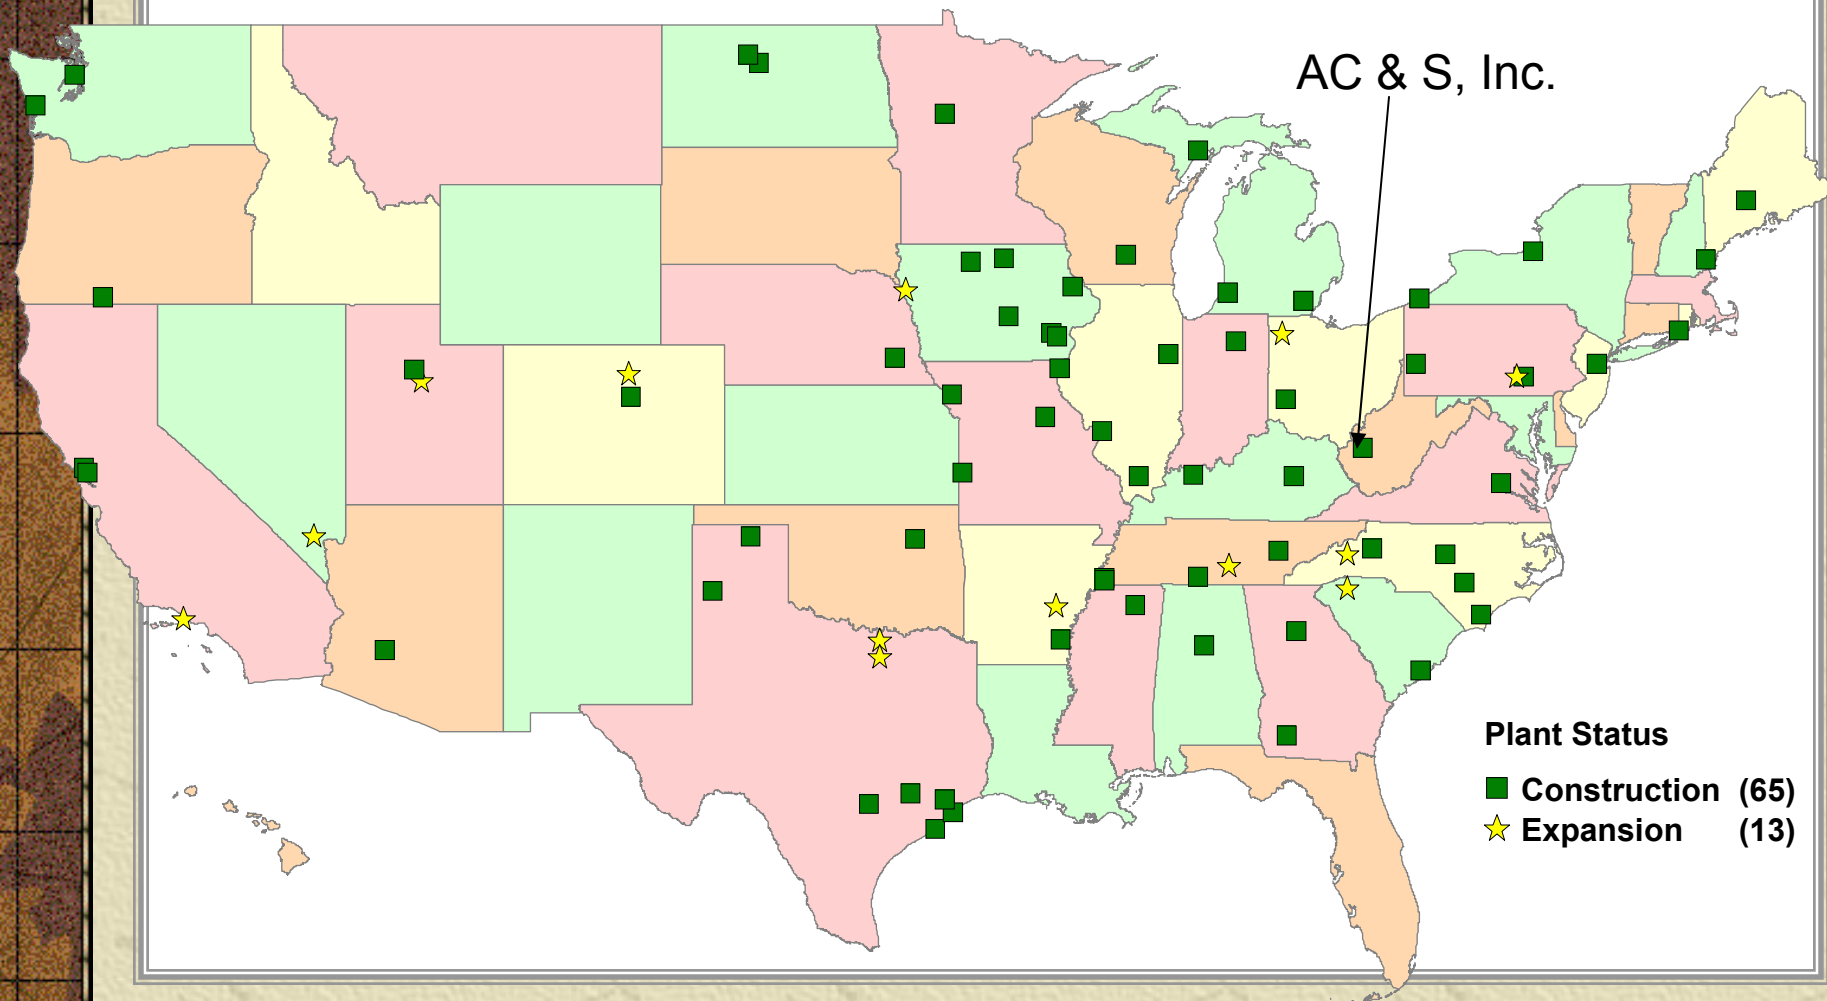 AC & S, Inc.
Plant Status
Construction (65)
Expansion (13)